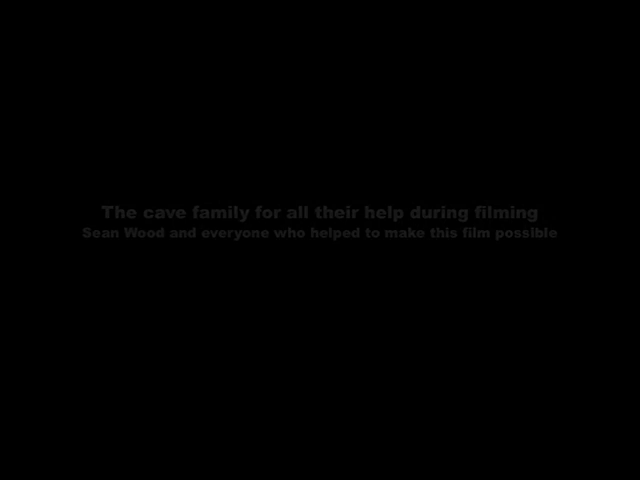 The cave family for all their help during filming
Sean Wood and everyone who helped to make this film possible